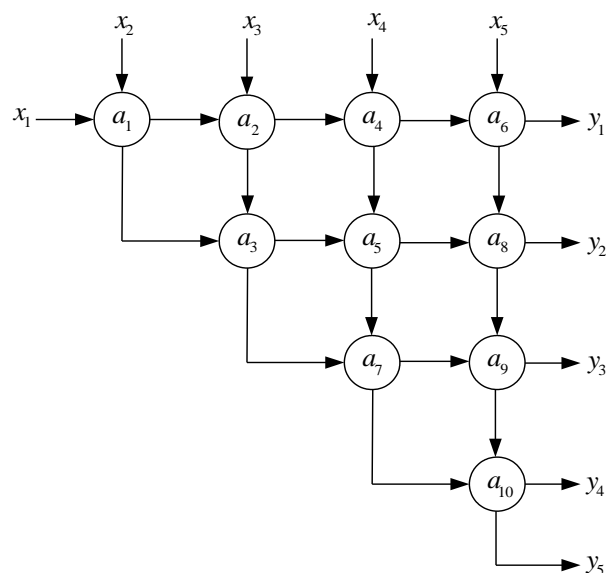 x₂ x₃ x₄ x₅
x₁ a₁ a₂ a₄ a₆ y₁
a₃ a₅ a₈ y₂
a₇ a₉ y₃
a₁₀ y₄
y₅